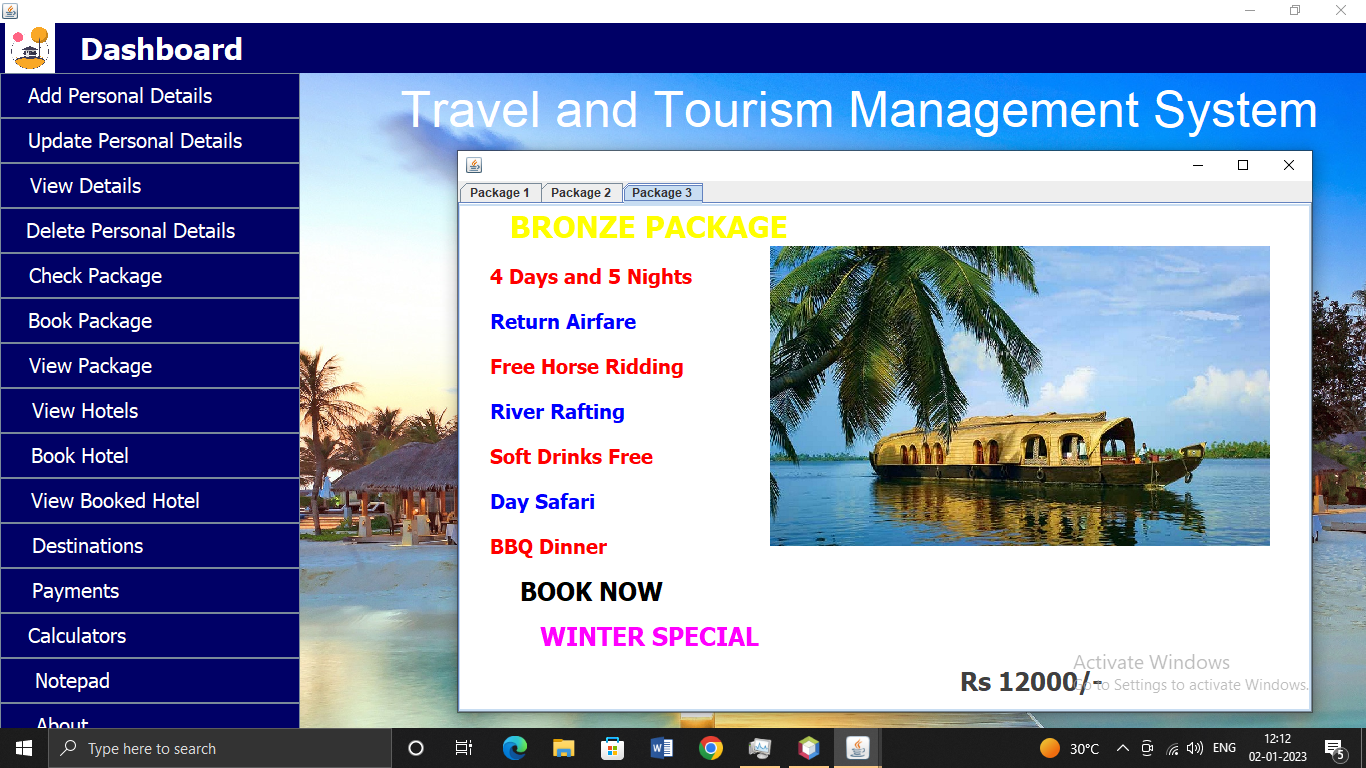 Dashboard
Add Personal Details
Update Personal Details
View Details
Delete Personal Details
Check Package
Book Package
View Package
View Hotels
Book Hotel
View Booked Hotel
Destinations
Payments
Calculators
Notepad
About
Travel and Tourism Management System
Package 1 Package 2 Package 3
BRONZE PACKAGE
4 Days and 5 Nights
Return Airfare
Free Horse Ridding
River Rafting
Soft Drinks Free
Day Safari
BBQ Dinner
BOOK NOW
WINTER SPECIAL
Rs 12000/-
Activate Windows
Go to Settings to activate Windows.
Type here to search
30°C
ENG
12:12
02-01-2023
5